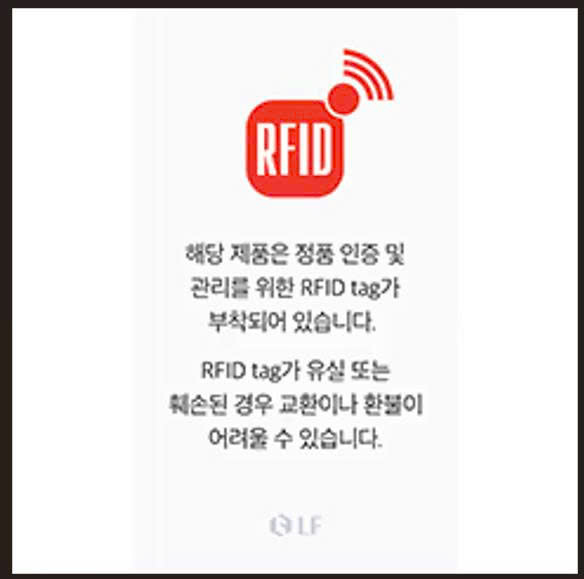 RFID
해당 제품은 정품 인증 및
관리를 위한 RFID tag가
부착되어 있습니다.
RFID tag가 유실 또는
훼손된 경우 교환이나 환불이
어려울 수 있습니다.
LF